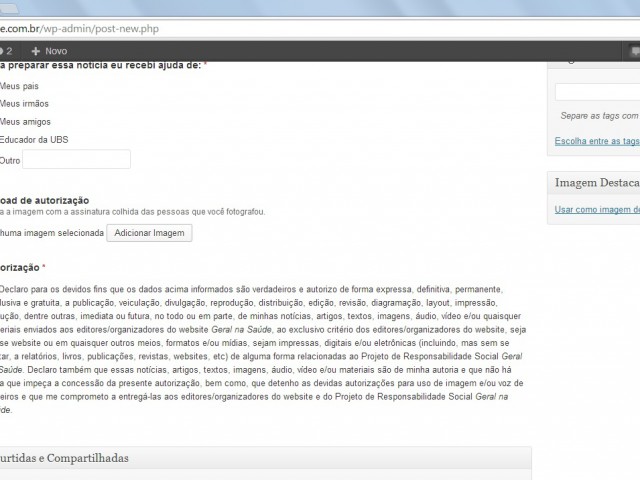 e.com.br/wp-admin/post-new.php
2 + Novo
a preparar essa notícia eu recebi ajuda de: *
Meus pais
Meus irmãos
Meus amigos
Educador da UBS
Outro
Separe as tags com
Escolha entre as tags
oad de autorização
a a imagem com a assinatura colhida das pessoas que você fotografou.
huma imagem selecionada Adicionar Imagem
Imagem Destaca
Usar como imagem de
orização *
Declaro para os devidos fins que os dados acima informados são verdadeiros e autorizo de forma expressa, definitiva, permanente,
lusiva e gratuita, a publicação, veiculação, divulgação, reprodução, distribuição, edição, revisão, diagramação, layout, impressão,
ução, dentre outras, imediata ou futura, no todo ou em parte, de minhas notícias, artigos, textos, imagens, áudio, vídeo e/ou quaisquer
eriais enviados aos editores/organizadores do website Geral na Saúde, ao exclusivo critério dos editores/organizadores do website, seja
se website ou em quaisquer outros meios, formatos e/ou mídias, sejam impressas, digitais e/ou eletrônicas (incluindo, mas sem se
tar, a relatórios, livros, publicações, revistas, websites, etc) de alguma forma relacionadas ao Projeto de Responsabilidade Social Geral
Saúde. Declaro também que essas notícias, artigos, textos, imagens, áudio, vídeo e/ou materiais são de minha autoria e que não há
a que impeça a concessão da presente autorização, bem como, que detenho as devidas autorizações para uso de imagem e/ou voz de
eiros e que me comprometo a entregá-las aos editores/organizadores do website e do Projeto de Responsabilidade Social Geral na
de.
urtidas e Compartilhadas